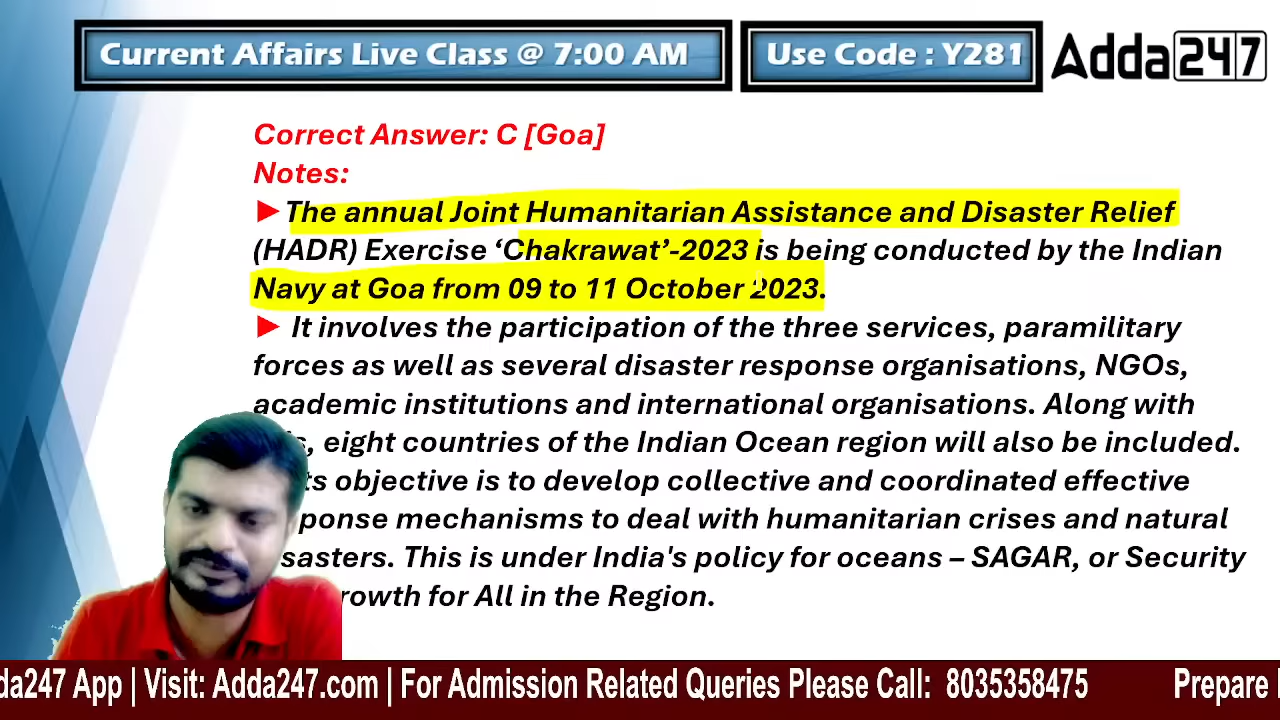 Current Affairs Live Class @ 7:00 AM
Use Code : Y281
Adda247
Correct Answer: C [Goa]
Notes:
►The annual Joint Humanitarian Assistance and Disaster Relief
(HADR) Exercise ‘Chakrawat’-2023 is being conducted by the Indian
Navy at Goa from 09 to 11 October 2023.
► It involves the participation of the three services, paramilitary
forces as well as several disaster response organisations, NGOs,
academic institutions and international organisations. Along with
eight countries of the Indian Ocean region will also be included.
objective is to develop collective and coordinated effective
mechanisms to deal with humanitarian crises and natural
This is under India's policy for oceans – SAGAR, or Security
for All in the Region.
da247 App | Visit: Adda247.com | For Admission Related Queries Please Call: 8035358475 Prepare